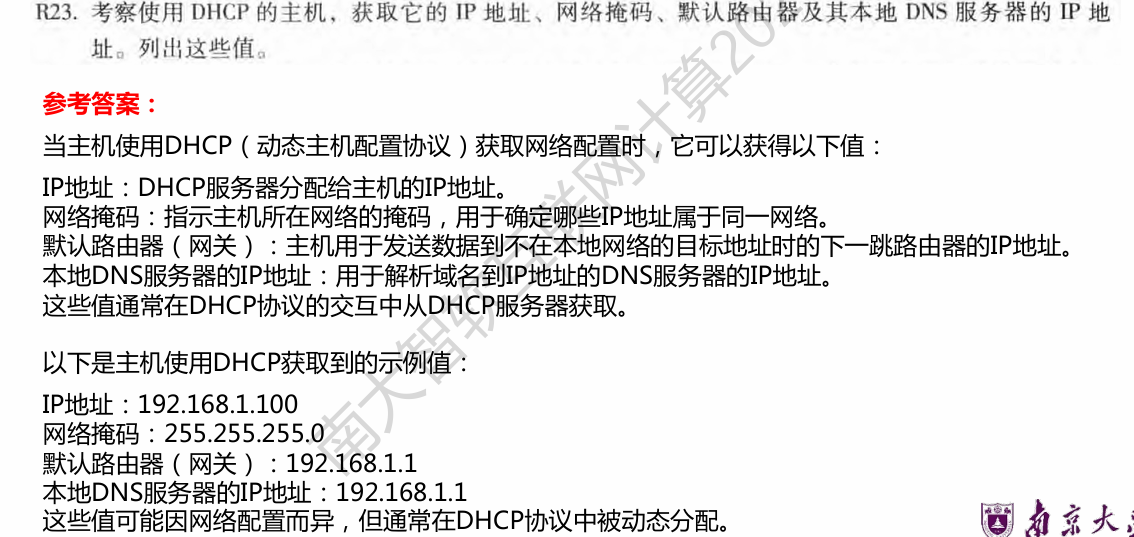 R23. 考察使用 DHCP 的主机，获取它的 IP 地址、网络掩码、默认路由器及其本地 DNS 服务器的 IP 地
址。列出这些值。
参考答案：
当主机使用DHCP（动态主机配置协议）获取网络配置时，它可以获得以下值：
IP地址：DHCP服务器分配给主机的IP地址。
网络掩码：指示主机所在网络的掩码，用于确定哪些IP地址属于同一网络。
默认路由器（网关）：主机用于发送数据到不在本地网络的目标地址时的下一跳路由器的IP地址。
本地DNS服务器的IP地址：用于解析域名到IP地址的DNS服务器的IP地址。
这些值通常在DHCP协议的交互中从DHCP服务器获取。
以下是主机使用DHCP获取到的示例值：
IP地址：192.168.1.100
网络掩码：255.255.255.0
默认路由器（网关）：192.168.1.1
本地DNS服务器的IP地址：192.168.1.1
这些值可能因网络配置而异，但通常在DHCP协议中被动态分配。
南大智软互联网计算20
南京大